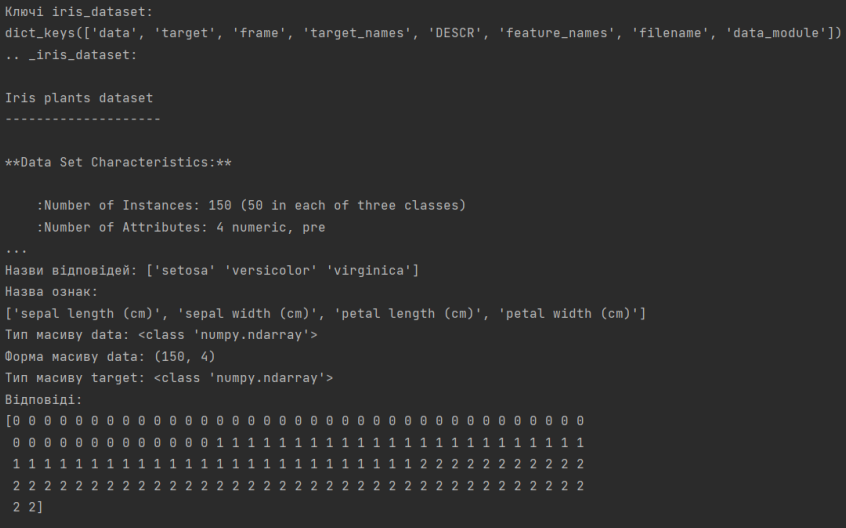 Ключі iris_dataset:
dict_keys(['data', 'target', 'frame', 'target_names', 'DESCR', 'feature_names', 'filename', 'data_module'])
.. _iris_dataset:
Iris plants dataset
--------------------
**Data Set Characteristics:**
:Number of Instances: 150 (50 in each of three classes)
:Number of Attributes: 4 numeric, pre
...
Назви відповідей: ['setosa' 'versicolor' 'virginica']
Назва ознак:
['sepal length (cm)', 'sepal width (cm)', 'petal length (cm)', 'petal width (cm)']
Тип масиву data: <class 'numpy.ndarray'>
Форма масиву data: (150, 4)
Тип масиву target: <class 'numpy.ndarray'>
Відповіді:
[0 0 0 0 0 0 0 0 0 0 0 0 0 0 0 0 0 0 0 0 0 0 0 0 0 0 0 0 0 0 0 0 0 0 0 0 0
0 0 0 0 0 0 0 0 0 0 0 0 0 1 1 1 1 1 1 1 1 1 1 1 1 1 1 1 1 1 1 1 1 1 1 1 1
1 1 1 1 1 1 1 1 1 1 1 1 1 1 1 1 1 1 1 1 1 1 1 1 1 1 2 2 2 2 2 2 2 2 2 2 2
2 2 2 2 2 2 2 2 2 2 2 2 2 2 2 2 2 2 2 2 2 2 2 2 2 2 2 2 2 2 2 2 2 2 2 2 2
2 2]